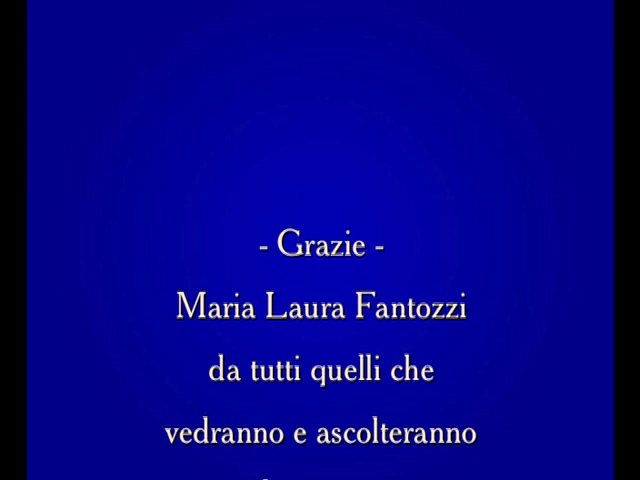 - Grazie -
Maria Laura Fantozzi
da tutti quelli che
vedranno e ascolteranno